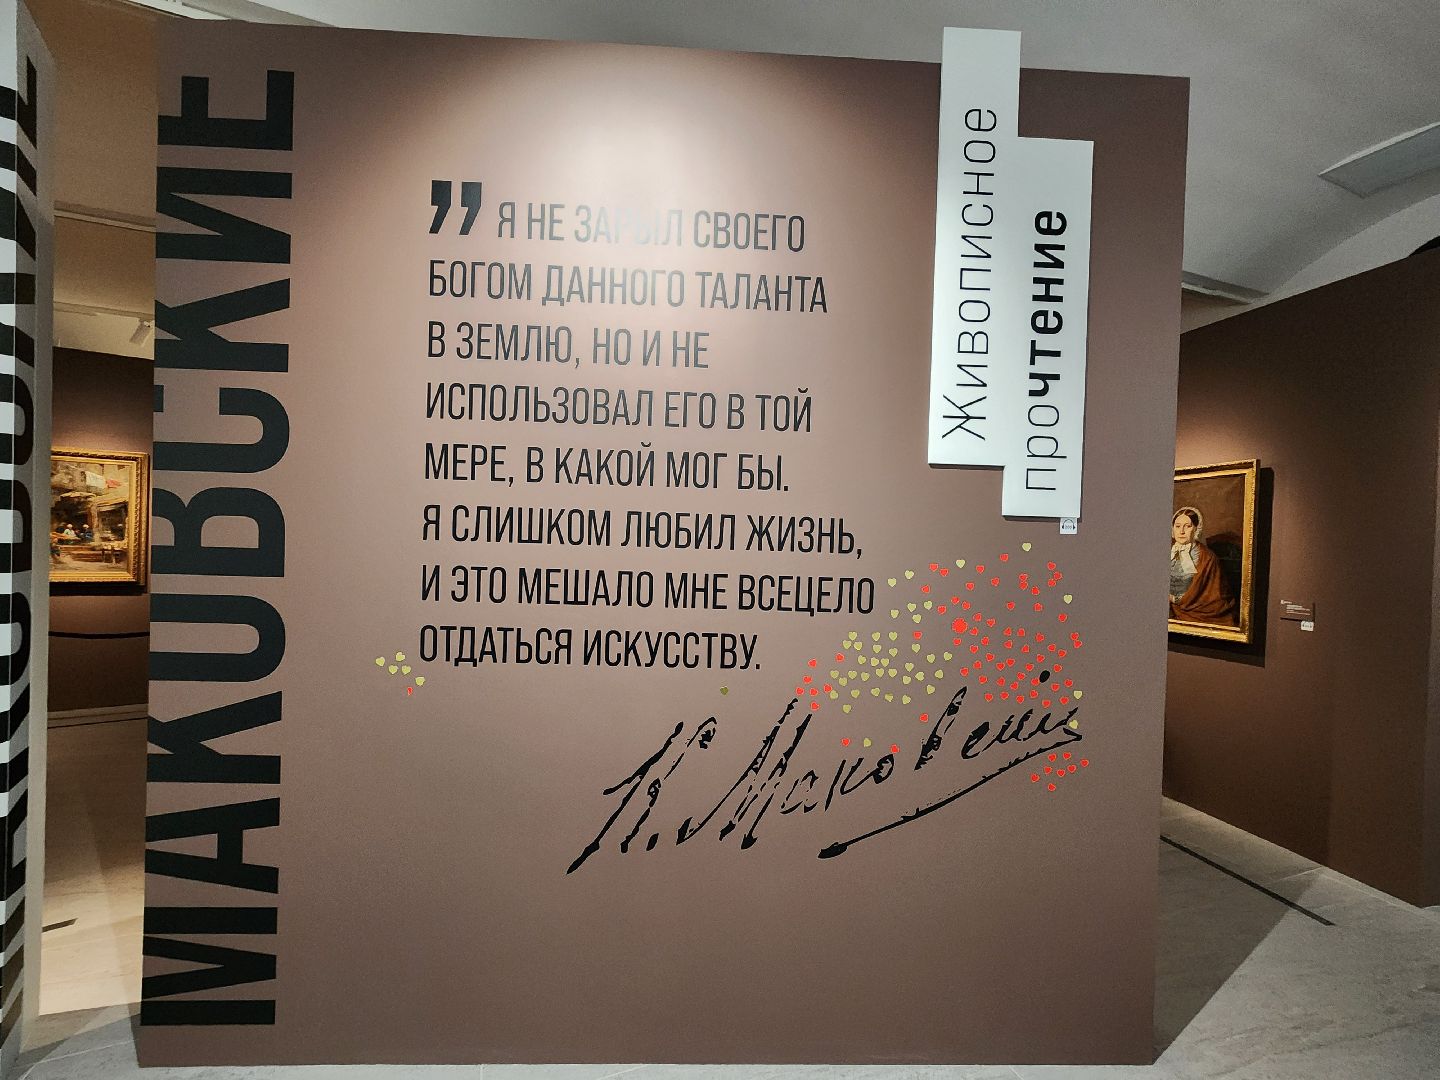 МАКОВСКИЕ
" Я НЕ ЗАРЫЛ СВОЕГО
БОГОМ ДАННОГО ТАЛАНТА
В ЗЕМЛЮ, НО И НЕ
ИСПОЛЬЗОВАЛ ЕГО В ТОЙ
МЕРЕ, В КАКОЙ МОГ БЫ.
Я СЛИШКОМ ЛЮБИЛ ЖИЗНЬ,
И ЭТО МЕШАЛО МНЕ ВСЕЦЕЛО
ОТДАТЬСЯ ИСКУССТВУ.
К. Маковский
Живописное
проЧТЕНИЕ